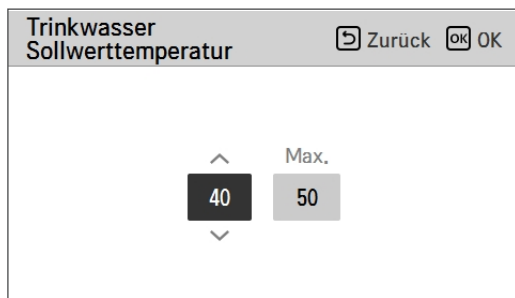 Trinkwasser
Sollwerttemperatur
Zurück OK OK
Max.
40 50